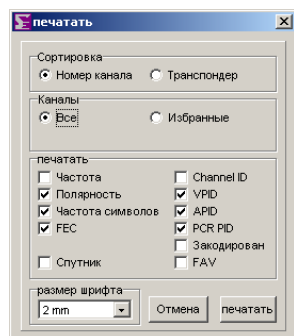 печатать
Сортировка
Номер канала Транспондер
Каналы
Все Избранные
печатать
Частота Channel ID
Полярность VPID
Частота символов APID
FEC PCR PID
Закодирован
Спутник FAV
размер шрифта
2 mm Отмена печатать